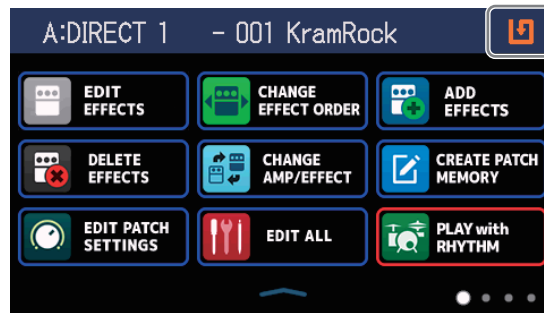 A:DIRECT 1 - 001 KramRock
EDIT
EFFECTS
CHANGE
EFFECT ORDER
ADD
EFFECTS
DELETE
EFFECTS
CHANGE
AMP/EFFECT
CREATE PATCH
MEMORY
EDIT PATCH
SETTINGS
EDIT ALL
PLAY with
RHYTHM